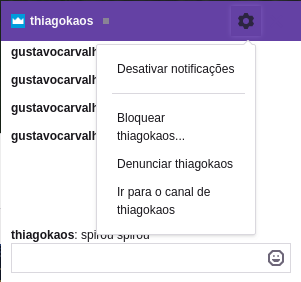 thiagokaos
gustavocarvalh
Desativar notificações
gustavocarvalh
gustavocarvalh
Bloquear
thiagokaos...
gustavocarvalh
Denunciar thiagokaos
Ir para o canal de
thiagokaos
thiagokaos: spirou spirou